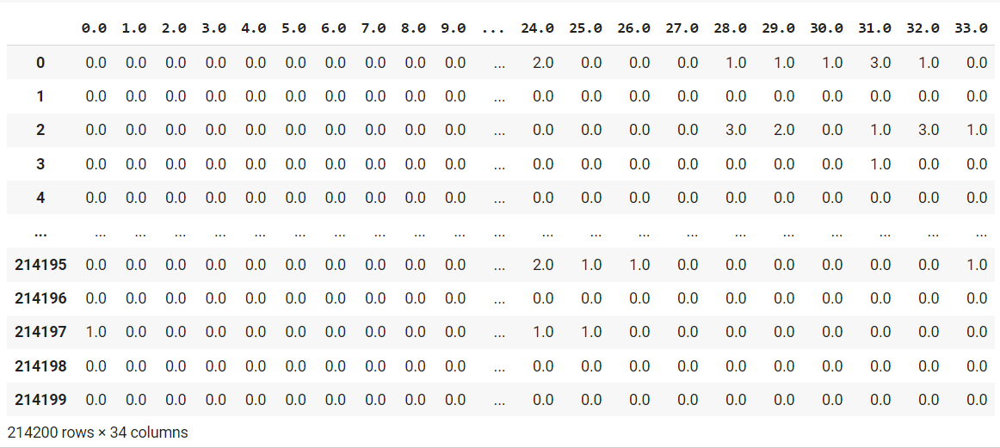 0.0 1.0 2.0 3.0 4.0 5.0 6.0 7.0 8.0 9.0 ... 24.0 25.0 26.0 27.0 28.0 29.0 30.0 31.0 32.0 33.0
0 0.0 0.0 0.0 0.0 0.0 0.0 0.0 0.0 0.0 0.0 ... 2.0 0.0 0.0 0.0 1.0 1.0 1.0 3.0 1.0 0.0
1 0.0 0.0 0.0 0.0 0.0 0.0 0.0 0.0 0.0 0.0 ... 0.0 0.0 0.0 0.0 0.0 0.0 0.0 0.0 0.0 0.0
2 0.0 0.0 0.0 0.0 0.0 0.0 0.0 0.0 0.0 0.0 ... 0.0 0.0 0.0 0.0 3.0 2.0 0.0 1.0 3.0 1.0
3 0.0 0.0 0.0 0.0 0.0 0.0 0.0 0.0 0.0 0.0 ... 0.0 0.0 0.0 0.0 0.0 0.0 0.0 1.0 0.0 0.0
4 0.0 0.0 0.0 0.0 0.0 0.0 0.0 0.0 0.0 0.0 ... 0.0 0.0 0.0 0.0 0.0 0.0 0.0 0.0 0.0 0.0
... ... ... ... ... ... ... ... ... ... ... ... ... ... ... ... ... ... ... ... ... ...
214195 0.0 0.0 0.0 0.0 0.0 0.0 0.0 0.0 0.0 0.0 ... 2.0 1.0 1.0 0.0 0.0 0.0 0.0 0.0 0.0 1.0
214196 0.0 0.0 0.0 0.0 0.0 0.0 0.0 0.0 0.0 0.0 ... 0.0 0.0 0.0 0.0 0.0 0.0 0.0 0.0 0.0 0.0
214197 1.0 0.0 0.0 0.0 0.0 0.0 0.0 0.0 0.0 0.0 ... 1.0 1.0 0.0 0.0 0.0 0.0 0.0 0.0 0.0 0.0
214198 0.0 0.0 0.0 0.0 0.0 0.0 0.0 0.0 0.0 0.0 ... 0.0 0.0 0.0 0.0 0.0 0.0 0.0 0.0 0.0 0.0
214199 0.0 0.0 0.0 0.0 0.0 0.0 0.0 0.0 0.0 0.0 ... 0.0 0.0 0.0 0.0 0.0 0.0 0.0 0.0 0.0 0.0
214200 rows × 34 columns